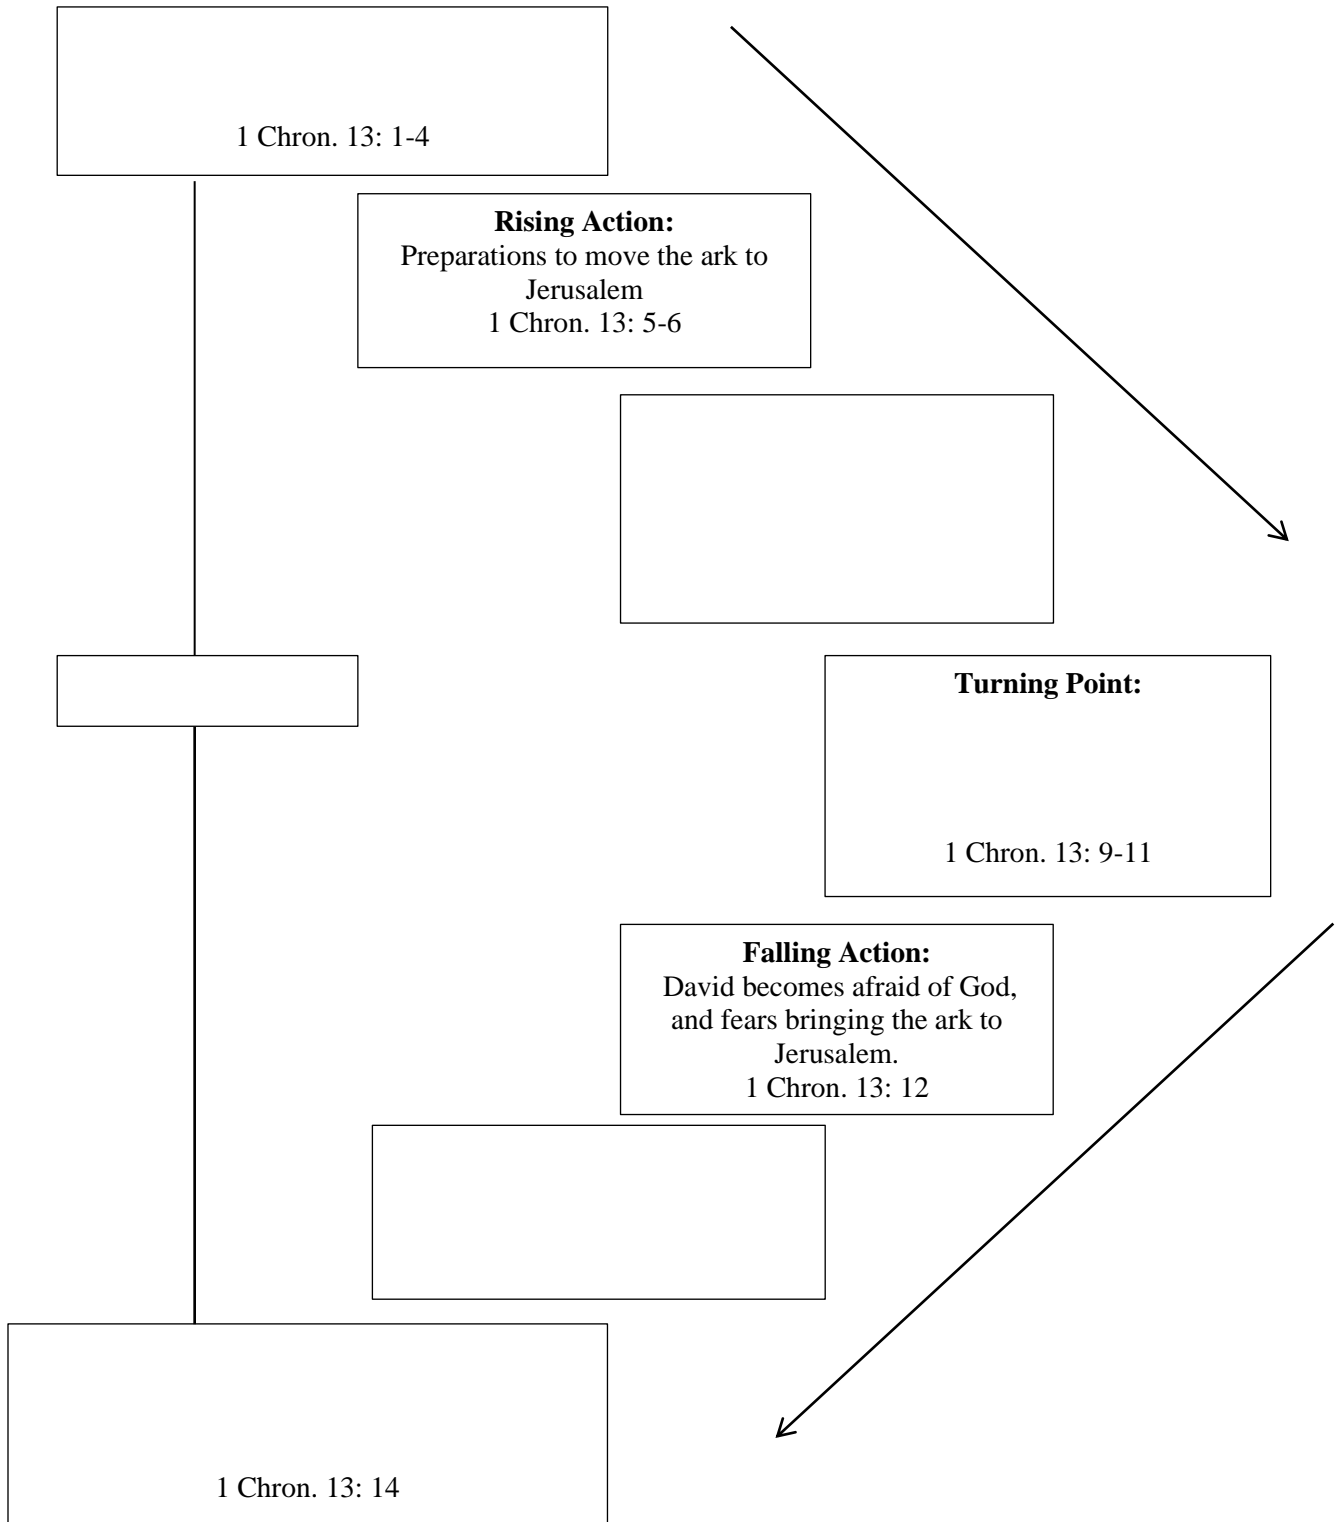 1 Chron. 13: 1-4
Rising Action:
Preparations to move the ark to
Jerusalem
1 Chron. 13: 5-6
Turning Point:
1 Chron. 13: 9-11
Falling Action:
David becomes afraid of God,
and fears bringing the ark to
Jerusalem.
1 Chron. 13: 12
1 Chron. 13: 14